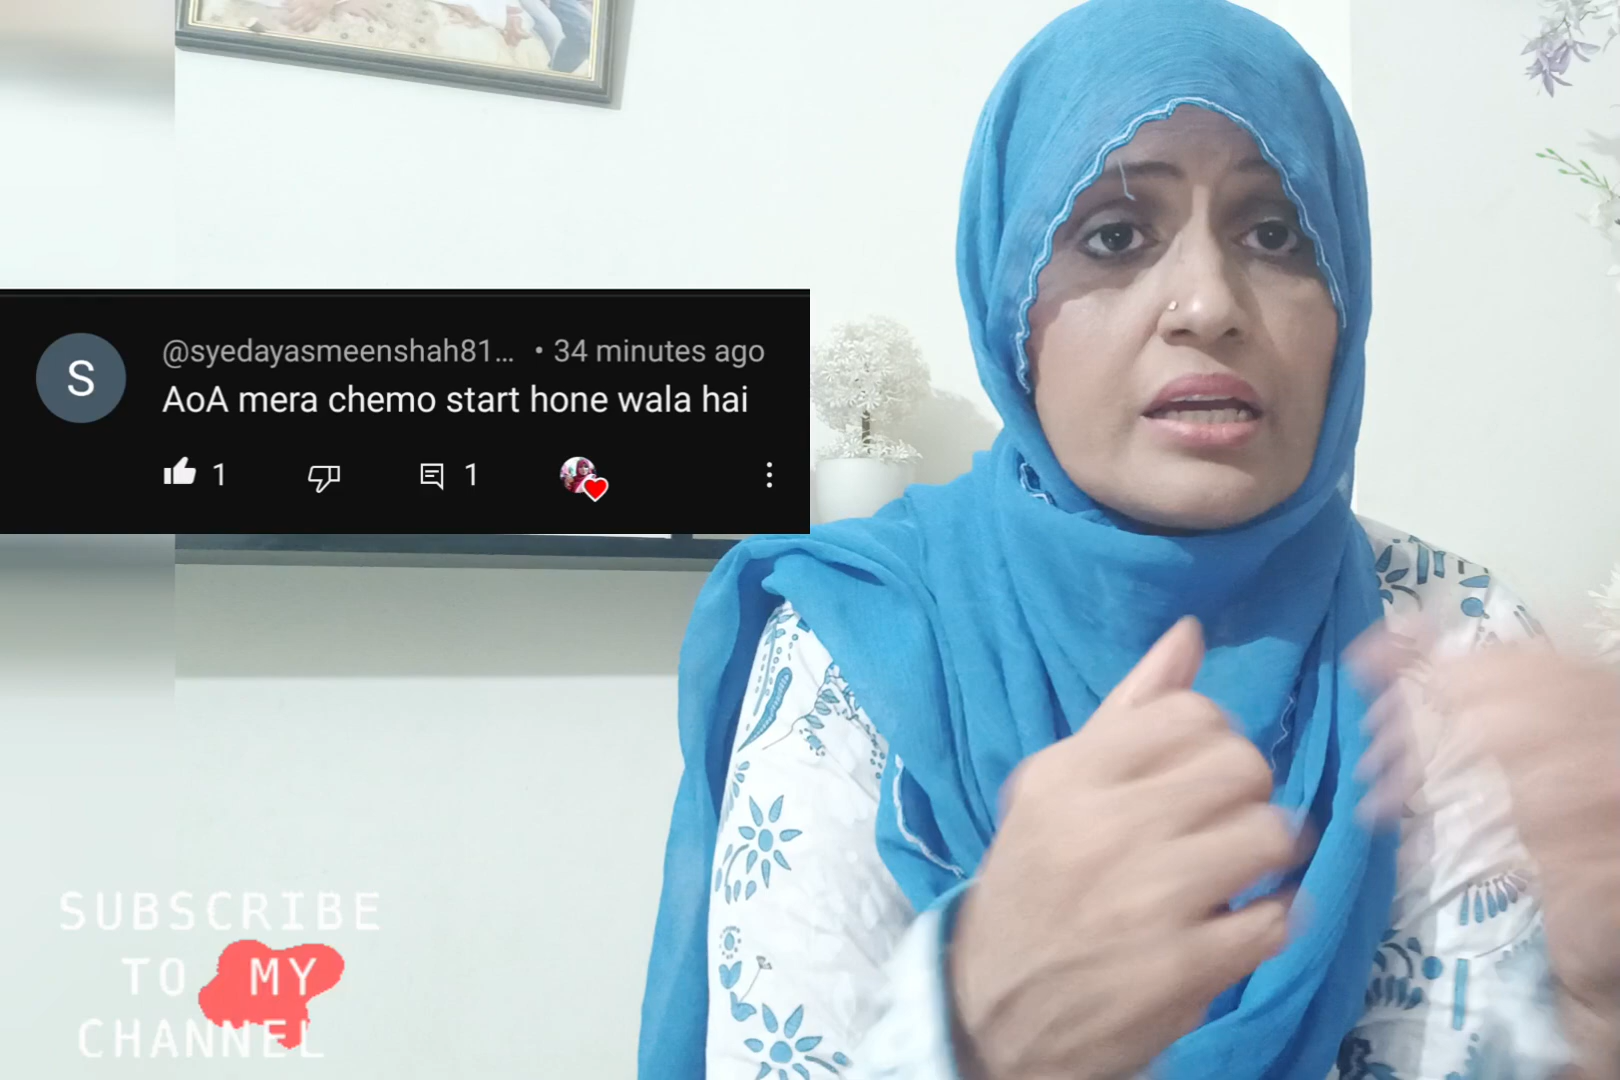 S
@syedayasmeenshah81... • 34 minutes ago
AoA mera chemo start hone wala hai
1
1
SUBSCRIBE
TO MY
CHANNEL